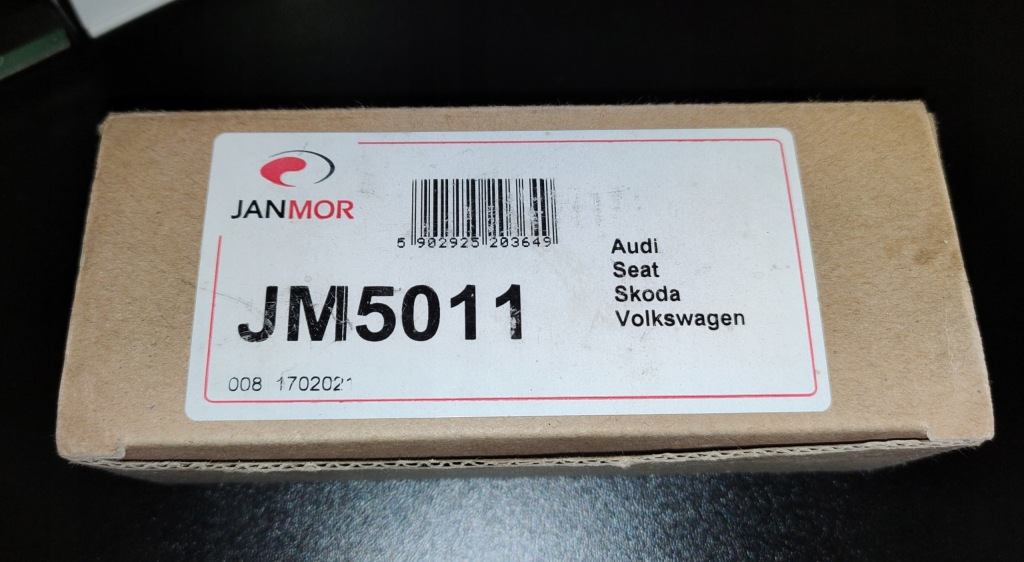 JANMOR
5 902925 203649
Audi
Seat
Skoda
Volkswagen
JM5011
008 1702021